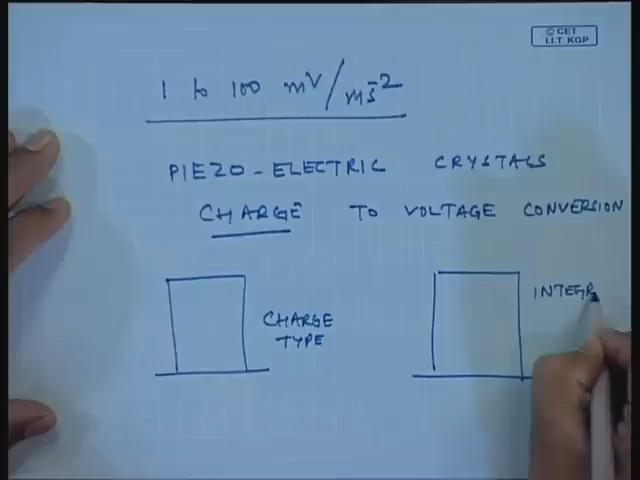 © CET
I.I.T. KGP
1 to 100 mV/ms⁻²
PIEZO-ELECTRIC CRYSTALS
CHARGE TO VOLTAGE CONVERSION
CHARGE
TYPE
INTEGR